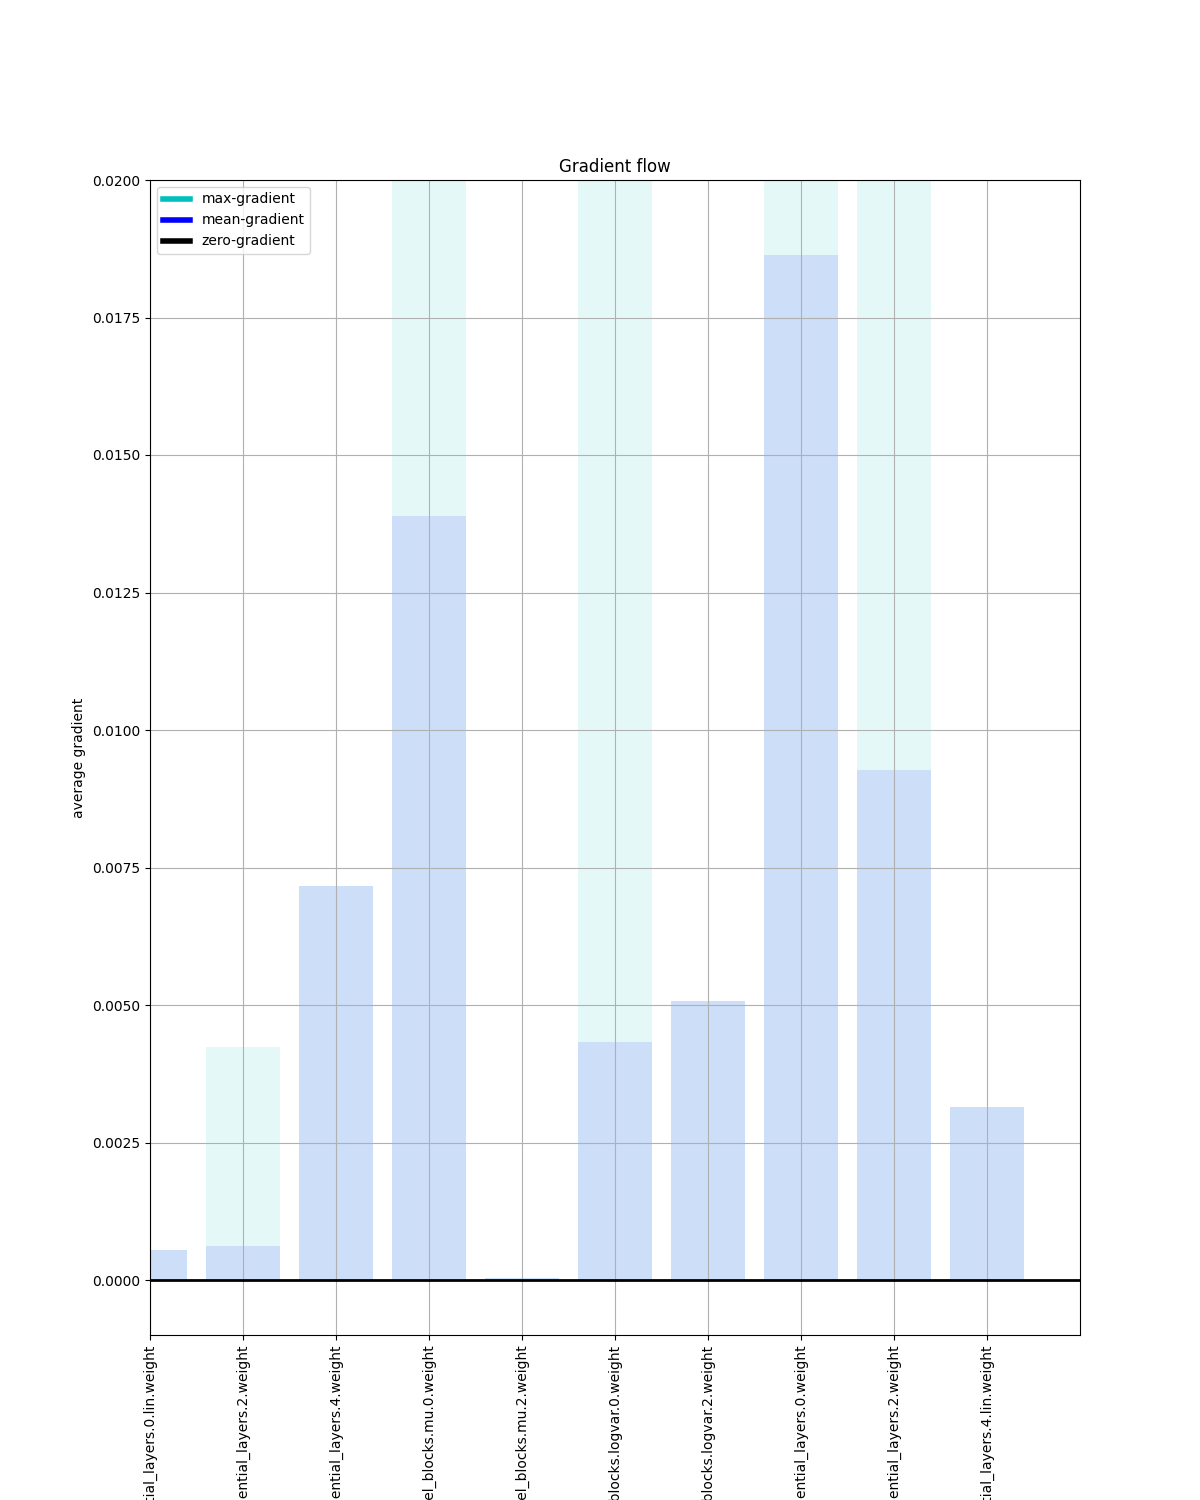 Gradient flow
max-gradient
mean-gradient
zero-gradient
0.0200
0.0175
0.0150
0.0125
0.0100
0.0075
0.0050
0.0025
0.0000
average gradient
tial_layers.0.lin.weight
ential_layers.2.weight
ential_layers.4.weight
el_blocks.mu.0.weight
el_blocks.mu.2.weight
blocks.logvar.0.weight
blocks.logvar.2.weight
ential_layers.0.weight
ential_layers.2.weight
tial_layers.4.lin.weight